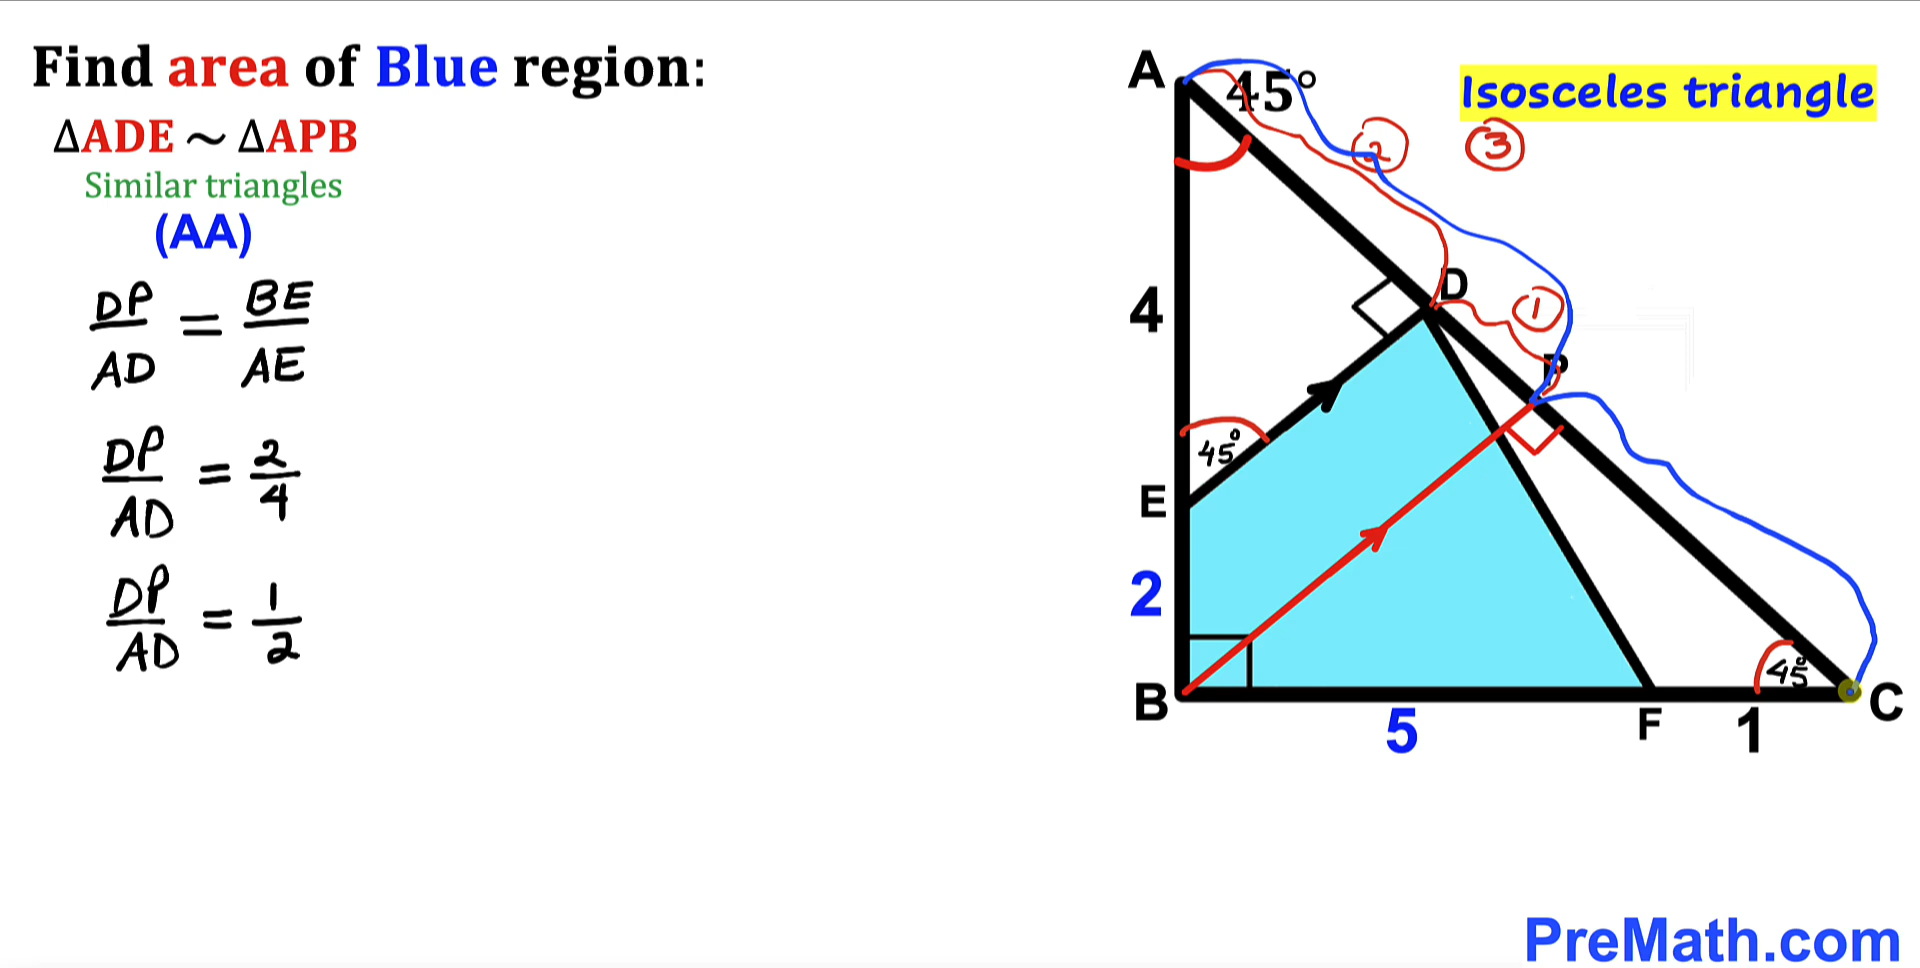 Find area of Blue region:
ΔADE ~ ΔAPB
Similar triangles
(AA)
DP/AD = BE/AE
DP/AD = 2/4
DP/AD = 1/2
A
45°
Isosceles triangle
2
3
D
1
P
4
45°
E
2
45°
B
C
5
F
1
PreMath.com